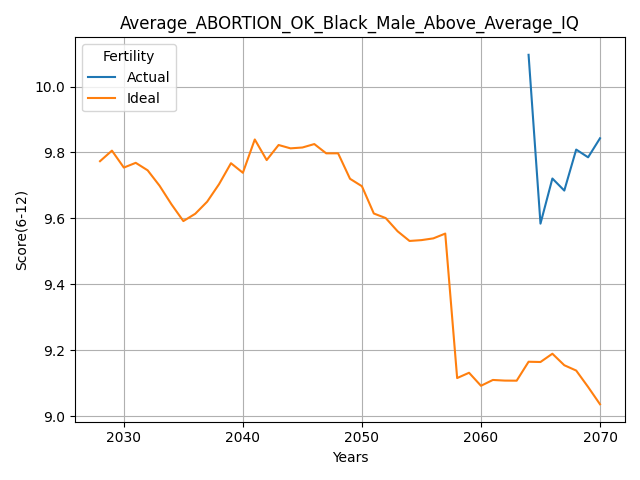 Average_ABORTION_OK_Black_Male_Above_Average_IQ
Fertility
Actual
Ideal
Score(6-12)
10.0
9.8
9.6
9.4
9.2
9.0
2030 2040 2050 2060 2070
Years